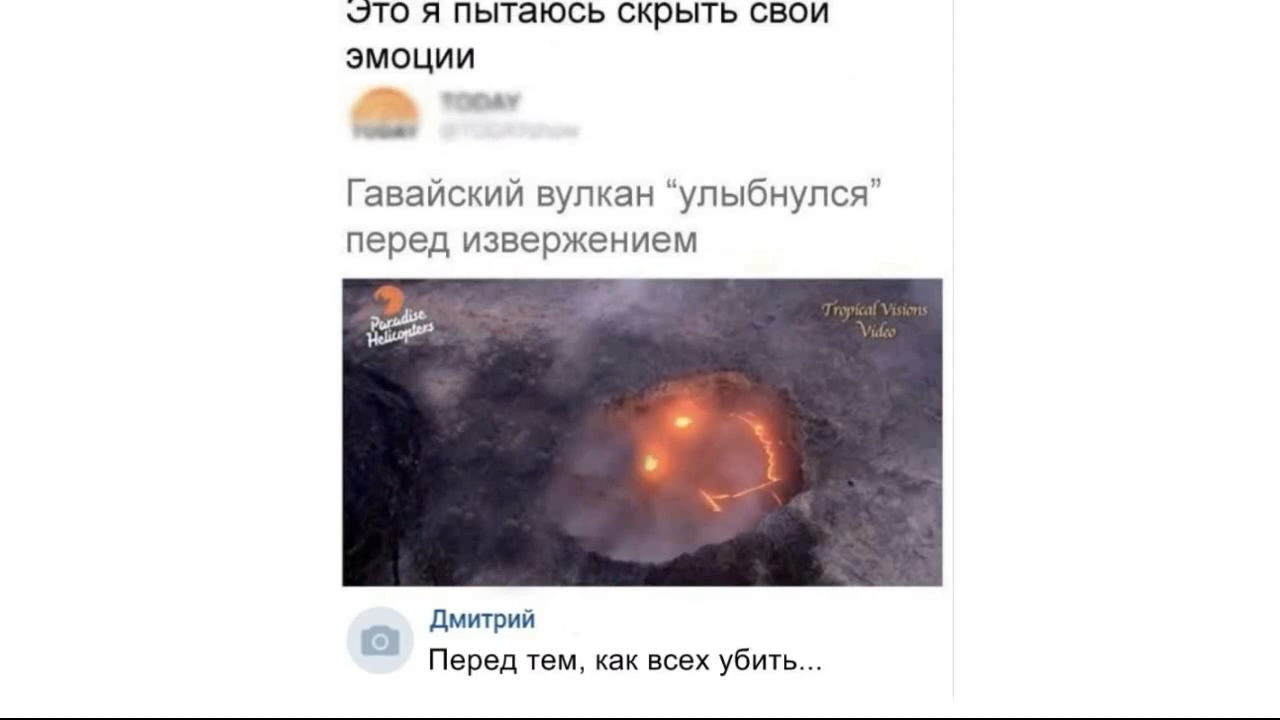 Это я пытаюсь скрыть свои
эмоции
TODAY
TODAY
Гавайский вулкан “улыбнулся”
перед извержением
Paradise
Helicopters
Tropical Visions
Video
Дмитрий
Перед тем, как всех убить...